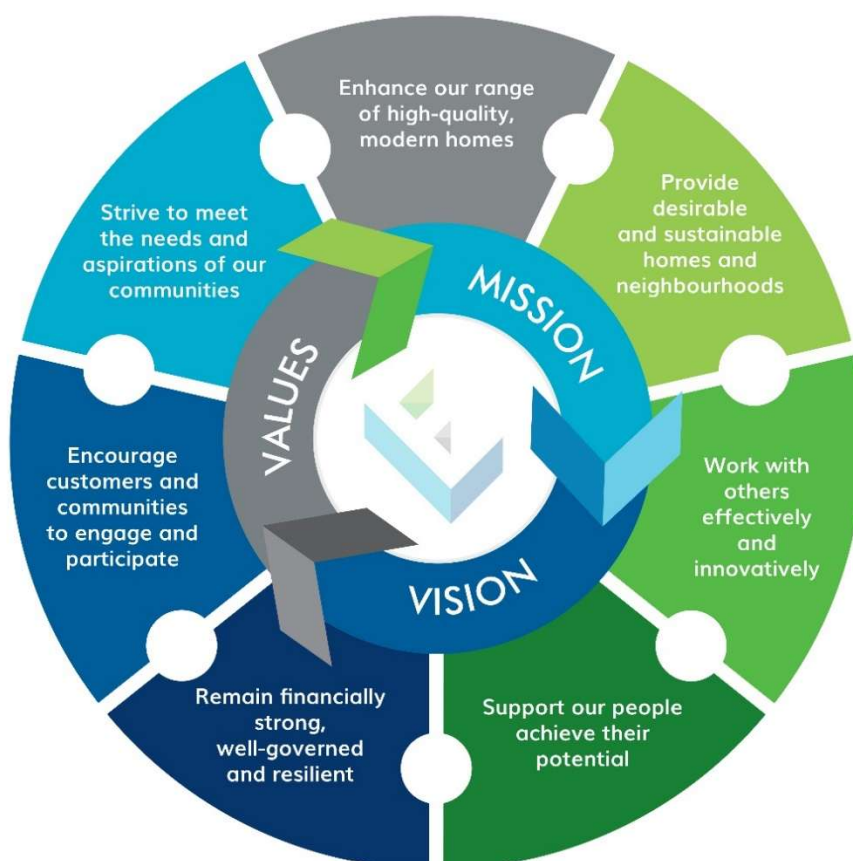 Enhance our range
of high-quality,
modern homes
Provide
desirable
and sustainable
homes and
neighbourhoods
Work with
others
effectively
and
innovatively
Support our people
achieve their
potential
Remain financially
strong,
well-governed
and resilient
Encourage
customers and
communities
to engage and
participate
Strive to meet
the needs and
aspirations of our
communities
MISSION
VISION
VALUES